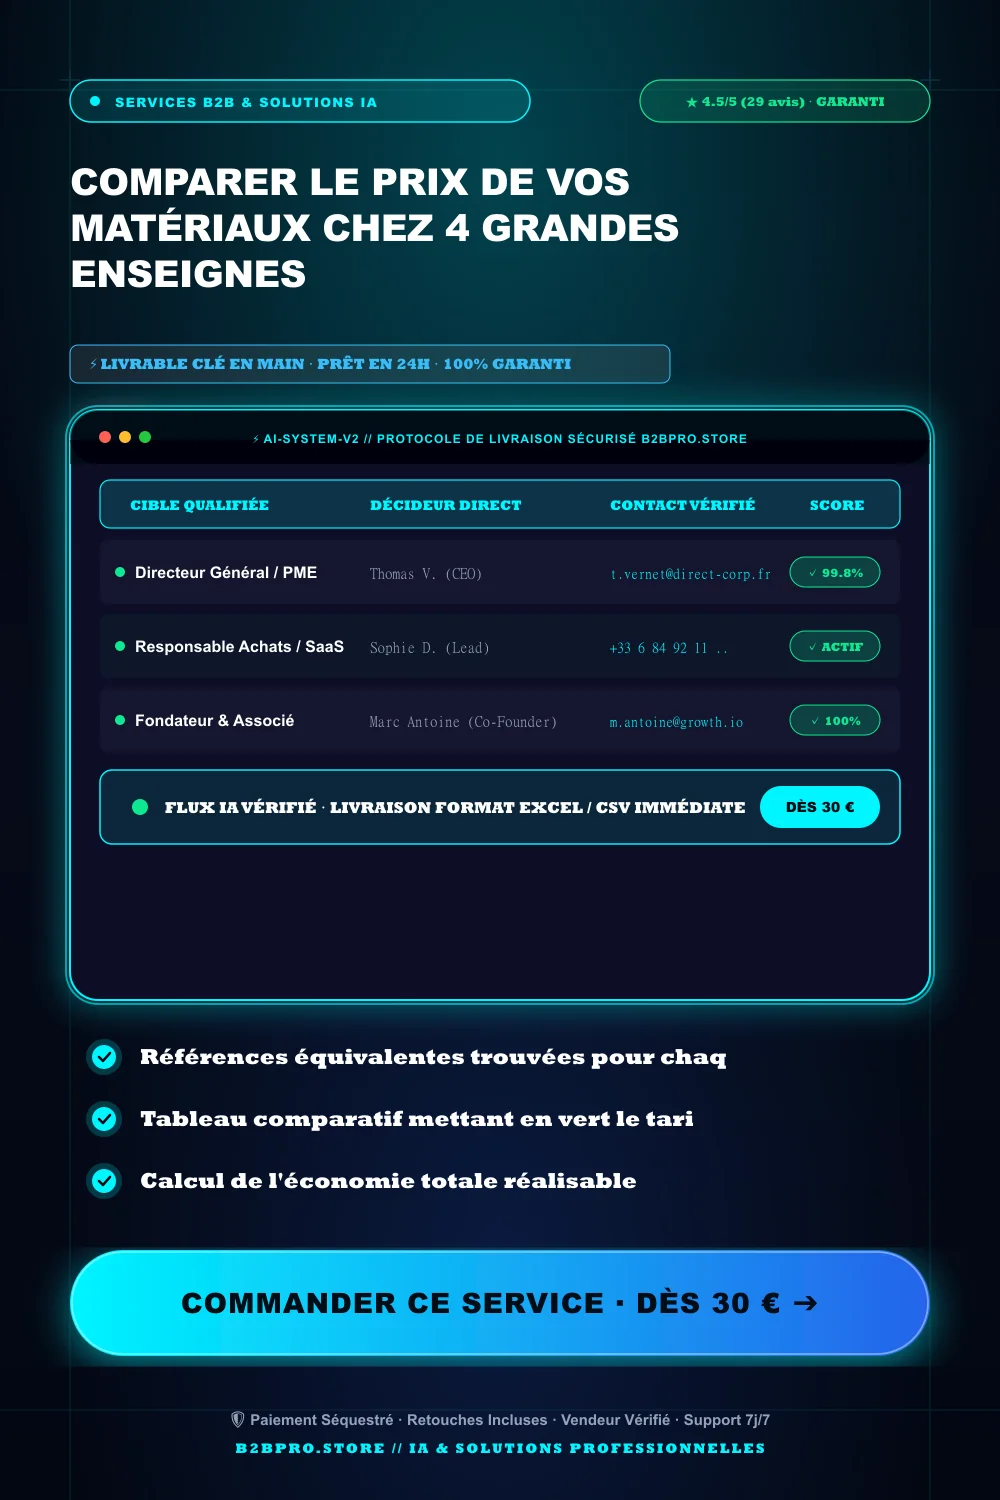 SERVICES B2B & SOLUTIONS IA
★ 4.5/5 (29 avis) · GARANTI
COMPARER LE PRIX DE VOS
MATÉRIAUX CHEZ 4 GRANDES
ENSEIGNES
⚡ LIVRABLE CLÉ EN MAIN · PRÊT EN 24H · 100% GARANTI
⚡ AI-SYSTEM-V2 // PROTOCOLE DE LIVRAISON SÉCURISÉ B2BPRO.STORE
CIBLE QUALIFIÉE DÉCIDEUR DIRECT CONTACT VÉRIFIÉ SCORE
Directeur Général / PME Thomas V. (CEO) t.vernet@direct-corp.fr ✓ 99.8%
Responsable Achats / SaaS Sophie D. (Lead) +33 6 84 92 11 .. ✓ ACTIF
Fondateur & Associé Marc Antoine (Co-Founder) m.antoine@growth.io ✓ 100%
FLUX IA VÉRIFIÉ · LIVRAISON FORMAT EXCEL / CSV IMMÉDIATE DÈS 30 €
Références équivalentes trouvées pour chaq
Tableau comparatif mettant en vert le tari
Calcul de l'économie totale réalisable
COMMANDER CE SERVICE · DÈS 30 € →
🛡 Paiement Séquestré · Retouches Incluses · Vendeur Vérifié · Support 7j/7
B2BPRO.STORE // IA & SOLUTIONS PROFESSIONNELLES